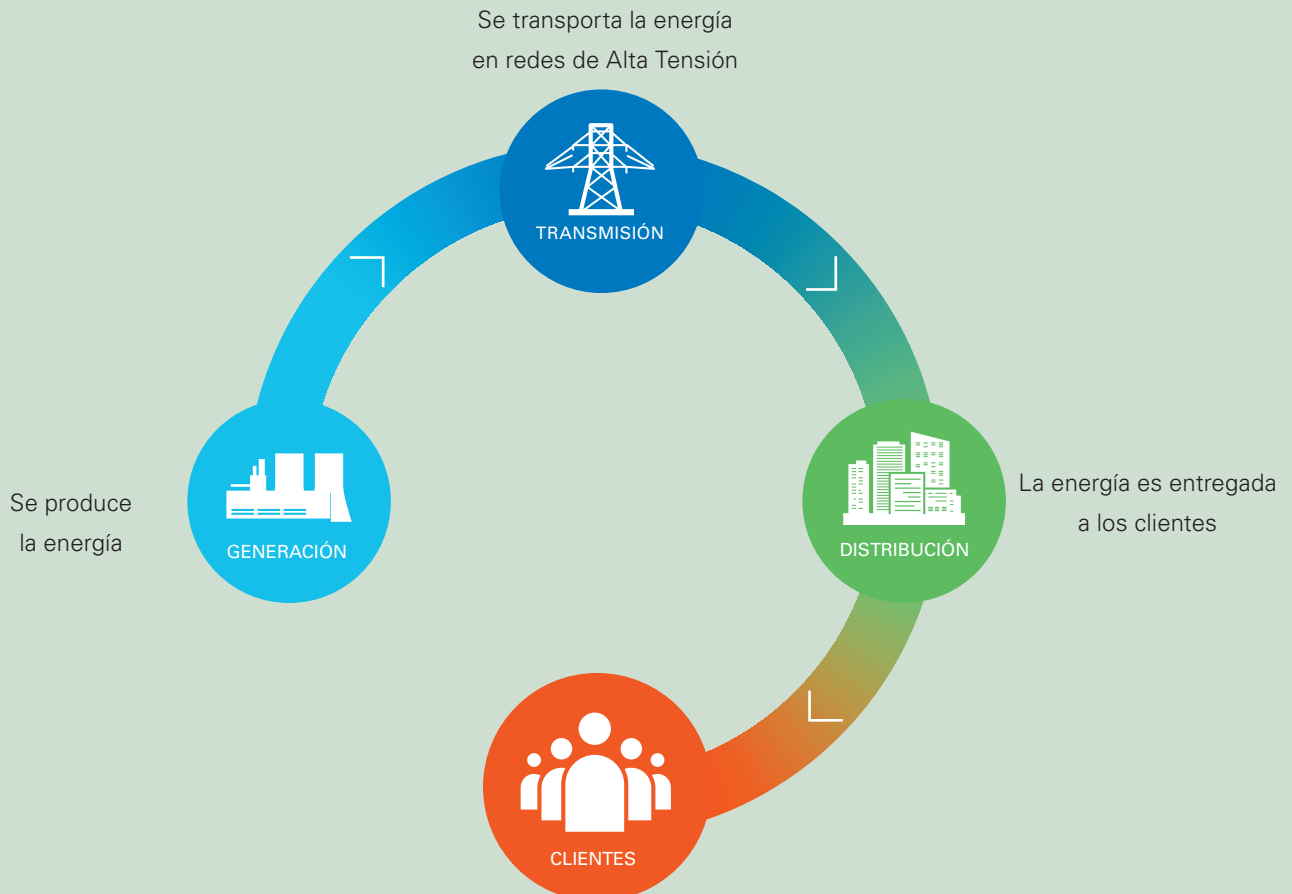 Se transporta la energía
en redes de Alta Tensión
TRANSMISIÓN
Se produce
la energía
GENERACIÓN
DISTRIBUCIÓN
La energía es entregada
a los clientes
CLIENTES